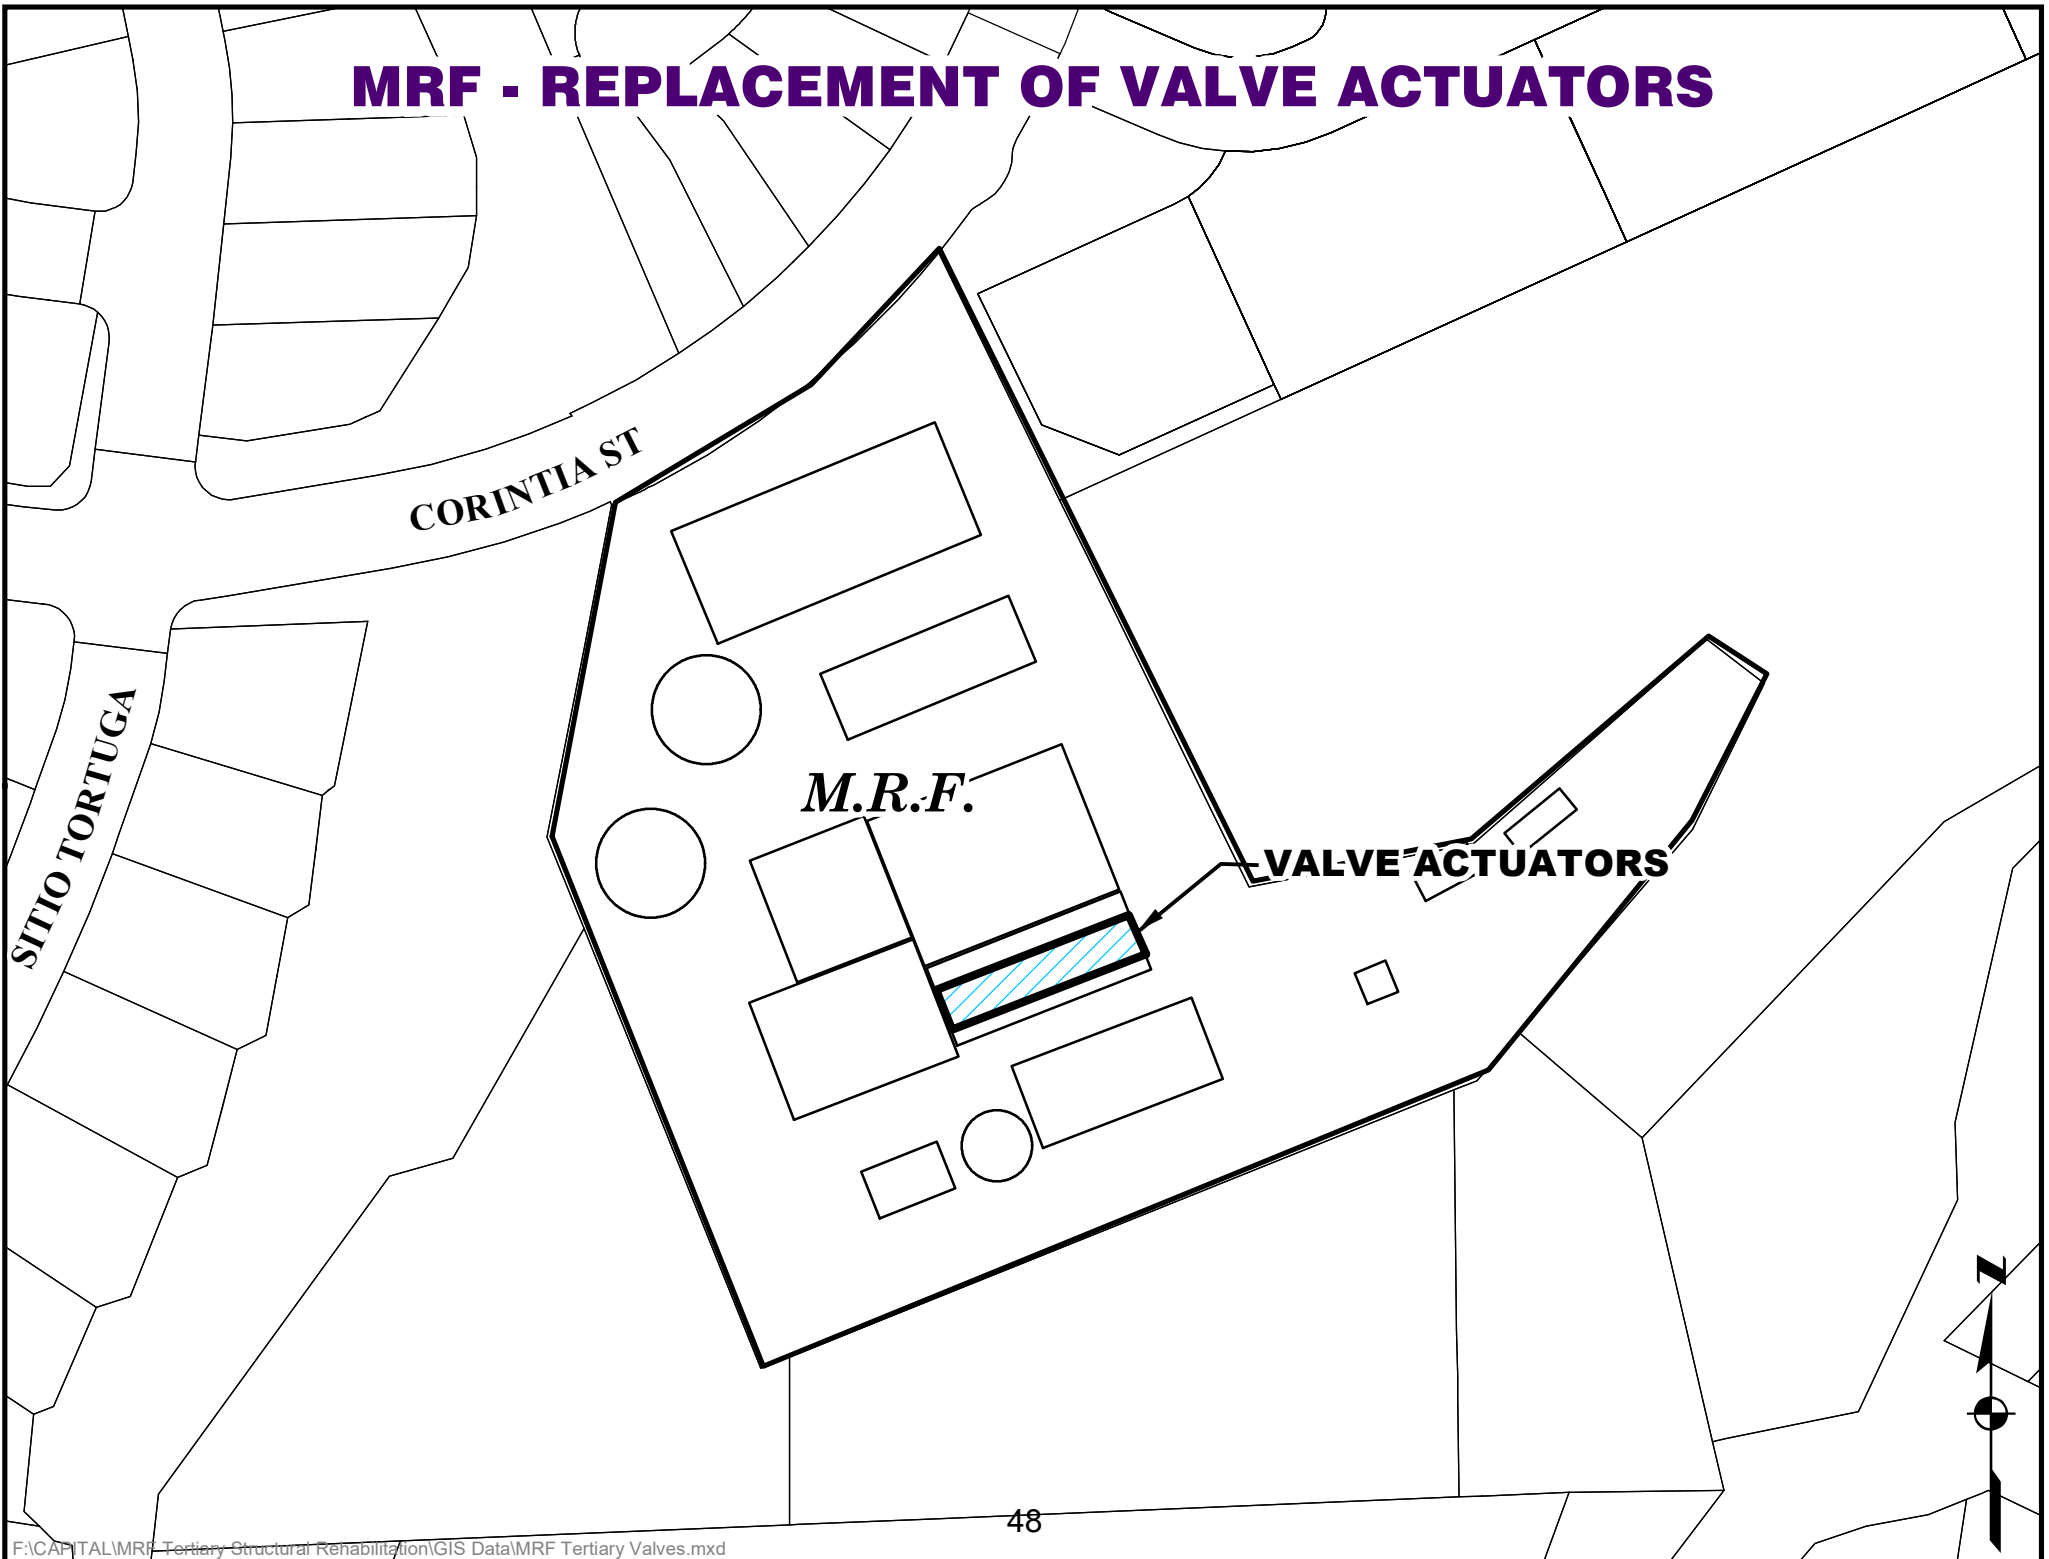 MRF - REPLACEMENT OF VALVE ACTUATORS
CORINTIA ST
SITIO TORTUGA
M.R.F.
VALVE ACTUATORS
Z
48
F:\CAPITAL\MRF Tertiary Structural Rehabilitation\GIS Data\MRF Tertiary Valves.mxd